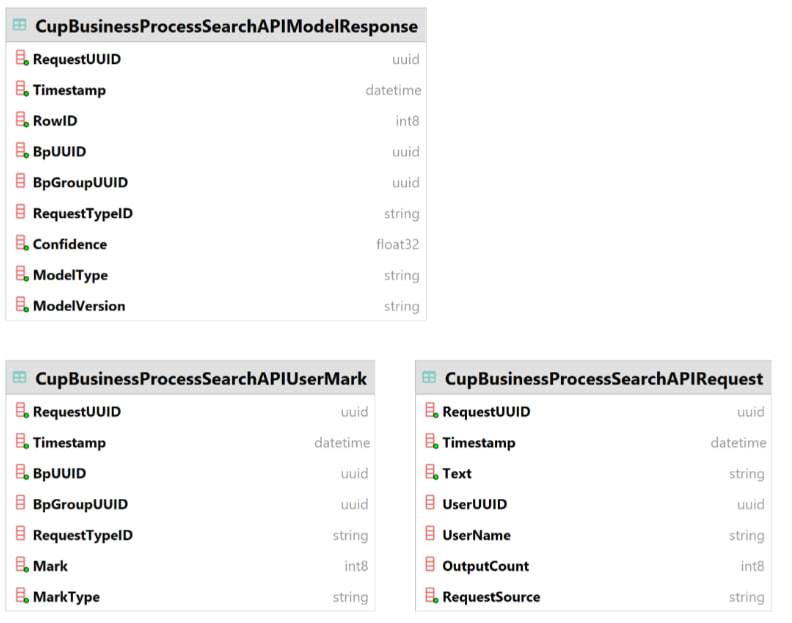 CupBusinessProcessSearchAPIModelResponse
RequestUUID uuid
Timestamp datetime
RowID int8
BpUUID uuid
BpGroupUUID uuid
RequestTypeID string
Confidence float32
ModelType string
ModelVersion string
CupBusinessProcessSearchAPIUserMark
RequestUUID uuid
Timestamp datetime
BpUUID uuid
BpGroupUUID uuid
RequestTypeID string
Mark int8
MarkType string
CupBusinessProcessSearchAPIRequest
RequestUUID uuid
Timestamp datetime
Text string
UserUUID uuid
UserName string
OutputCount int8
RequestSource string